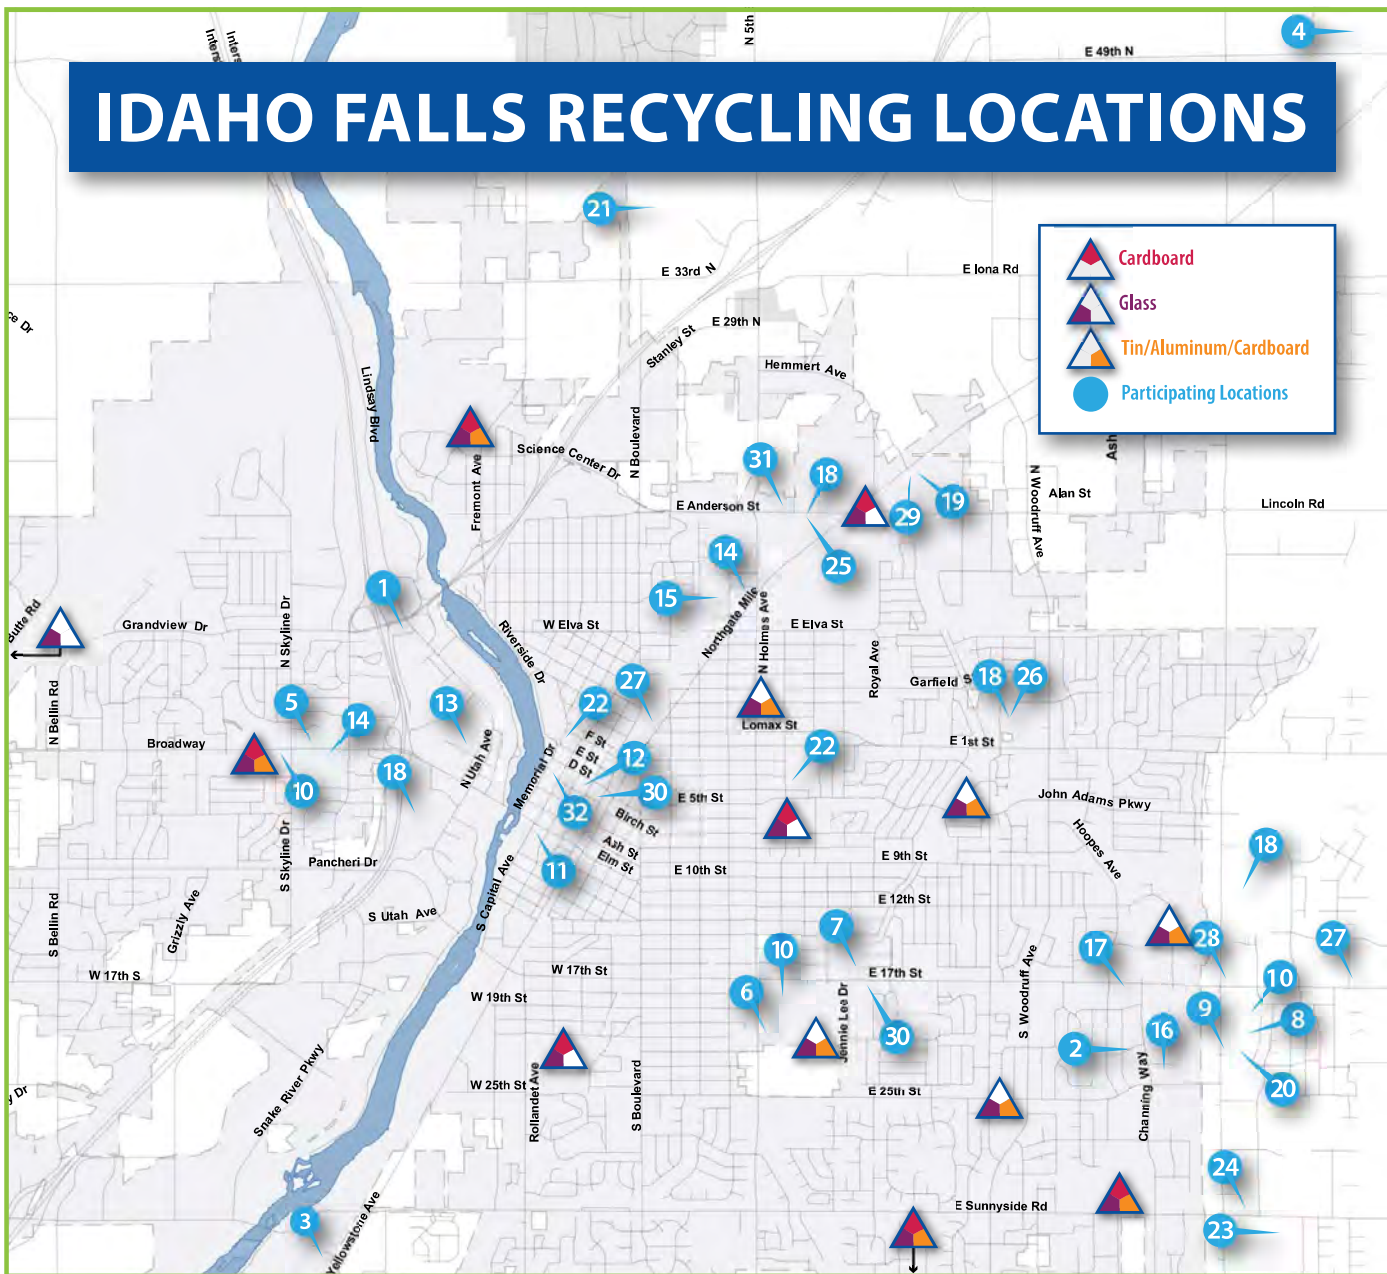 Inters
Inters
N 5th
E 49th N
4
IDAHO FALLS RECYCLING LOCATIONS
21
Cardboard
Glass
Tin/Aluminum/Cardboard
Participating Locations
E 33rd N
E Iona Rd
ce Dr
E 29th N
Stanley St
Hemmert Ave
Lindsay Blvd
N Boulevard
Ash
Science Center Dr
Fremont Ave
31
18
N Woodruff Ave
Alan St
19
29
E Anderson St
Lincoln Rd
14
25
1
15
Butte Rd
Grandview Dr
N Skyline Dr
Riverside Dr
W Elva St
Northgate Mile
N Holmes Ave
E Elva St
Royal Ave
Garfield S
18
26
27
N Bellin Rd
5
14
13
22
Lomax St
Broadway
N Utah Ave
Memorial Dr
F St
E St
D St
12
22
E 1st St
10
18
32
30
E 5th St
John Adams Pkwy
Birch St
Hoopes Ave
S Skyline Dr
Pancheri Dr
Ash St
Elm St
E 9th St
18
11
E 10th St
S Capital Ave
E 12th St
S Bellin Rd
Grizzly Ave
S Utah Ave
7
10
17
28
27
W 17th S
W 17th St
E 17th St
S Woodruff Ave
10
6
W 19th St
9
8
Jennie Lee Dr
30
2
16
Snake River Pkwy
Rollandet Ave
W 25th St
S Boulevard
E 25th St
Channing Way
20
y Dr
24
3
Yellowstone Ave
E Sunnyside Rd
23